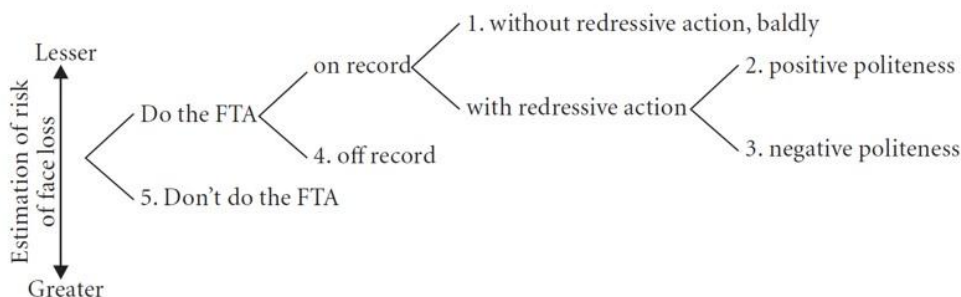 1. without redressive action, baldly
Lesser
on record
2. positive politeness
Do the FTA
with redressive action
4. off record
3. negative politeness
5. Don't do the FTA
Estimation of risk
of face loss
Greater